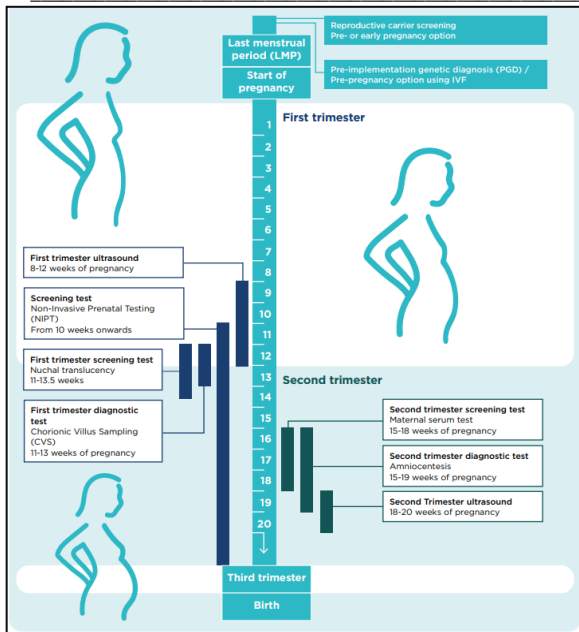 Reproductive carrier screening
Pre- or early pregnancy option
Last menstrual
period (LMP)
Pre-implementation genetic diagnosis (PGD) /
Pre-pregnancy option using IVF
Start of
pregnancy
First trimester
1
2
3
4
5
6
7
8
9
10
11
12
13
14
15
16
17
18
19
20
First trimester ultrasound
8-12 weeks of pregnancy
Screening test
Non-Invasive Prenatal Testing
(NIPT)
From 10 weeks onwards
First trimester screening test
Nuchal translucency
11-13.5 weeks
First trimester diagnostic
test
Chorionic Villus Sampling
(CVS)
11-13 weeks of pregnancy
Second trimester
Second trimester screening test
Maternal serum test
15-18 weeks of pregnancy
Second trimester diagnostic test
Amniocentesis
15-19 weeks of pregnancy
Second Trimester ultrasound
18-20 weeks of pregnancy
Third trimester
Birth